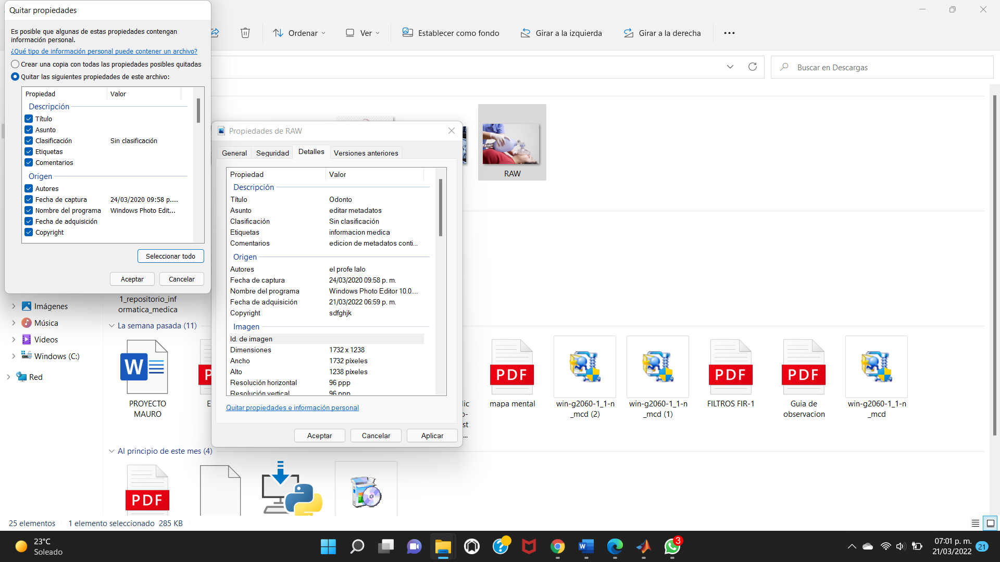 Quitar propiedades
Es posible que algunas de estas propiedades contengan
información personal.
¿Qué tipo de información personal puede contener un archivo?
Crear una copia con todas las propiedades posibles quitadas
Quitar las siguientes propiedades de este archivo:
Propiedad Valor
Descripción
Título
Asunto
Clasificación Sin clasificación
Etiquetas
Comentarios
Origen
Autores
Fecha de captura 24/03/2020 09:58 p....
Nombre del programa Windows Photo Edit...
Fecha de adquisición
Copyright
Seleccionar todo
Aceptar Cancelar
Ordenar
Ver
Establecer como fondo
Girar a la izquierda
Girar a la derecha
Buscar en Descargas
RAW
Propiedades de RAW
General Seguridad Detalles Versiones anteriores
Propiedad Valor
Descripción
Título Odonto
Asunto editar metadatos
Clasificación Sin clasificación
Etiquetas informacion medica
Comentarios edicion de metadatos conti...
Origen
Autores el profe lalo
Fecha de captura 24/03/2020 09:58 p. m.
Nombre del programa Windows Photo Editor 10.0....
Fecha de adquisición 21/03/2022 06:59 p. m.
Copyright sdfghjk
Imagen
Id. de imagen
Dimensiones 1732 x 1238
Ancho 1732 píxeles
Alto 1238 píxeles
Resolución horizontal 96 ppp
Resolución vertical 96 ppp
Quitar propiedades e información personal
Aceptar Cancelar Aplicar
Imágenes
Música
Videos
Windows (C:)
Red
1_repositorio_inf
ormatica_medica
La semana pasada (11)
W
PROYECTO
MAURO
P
E
lic
o-
st
...
PDF
mapa mental
win-g2060-1_1-n
_mcd (2)
win-g2060-1_1-n
_mcd (1)
PDF
FILTROS FIR-1
PDF
Guia de
observacion
win-g2060-1_1-n
_mcd
Al principio de este mes (4)
PDF
25 elementos 1 elemento seleccionado 285 KB
23°C
Soleado
W
3
07:01 p. m.
21/03/2022
21